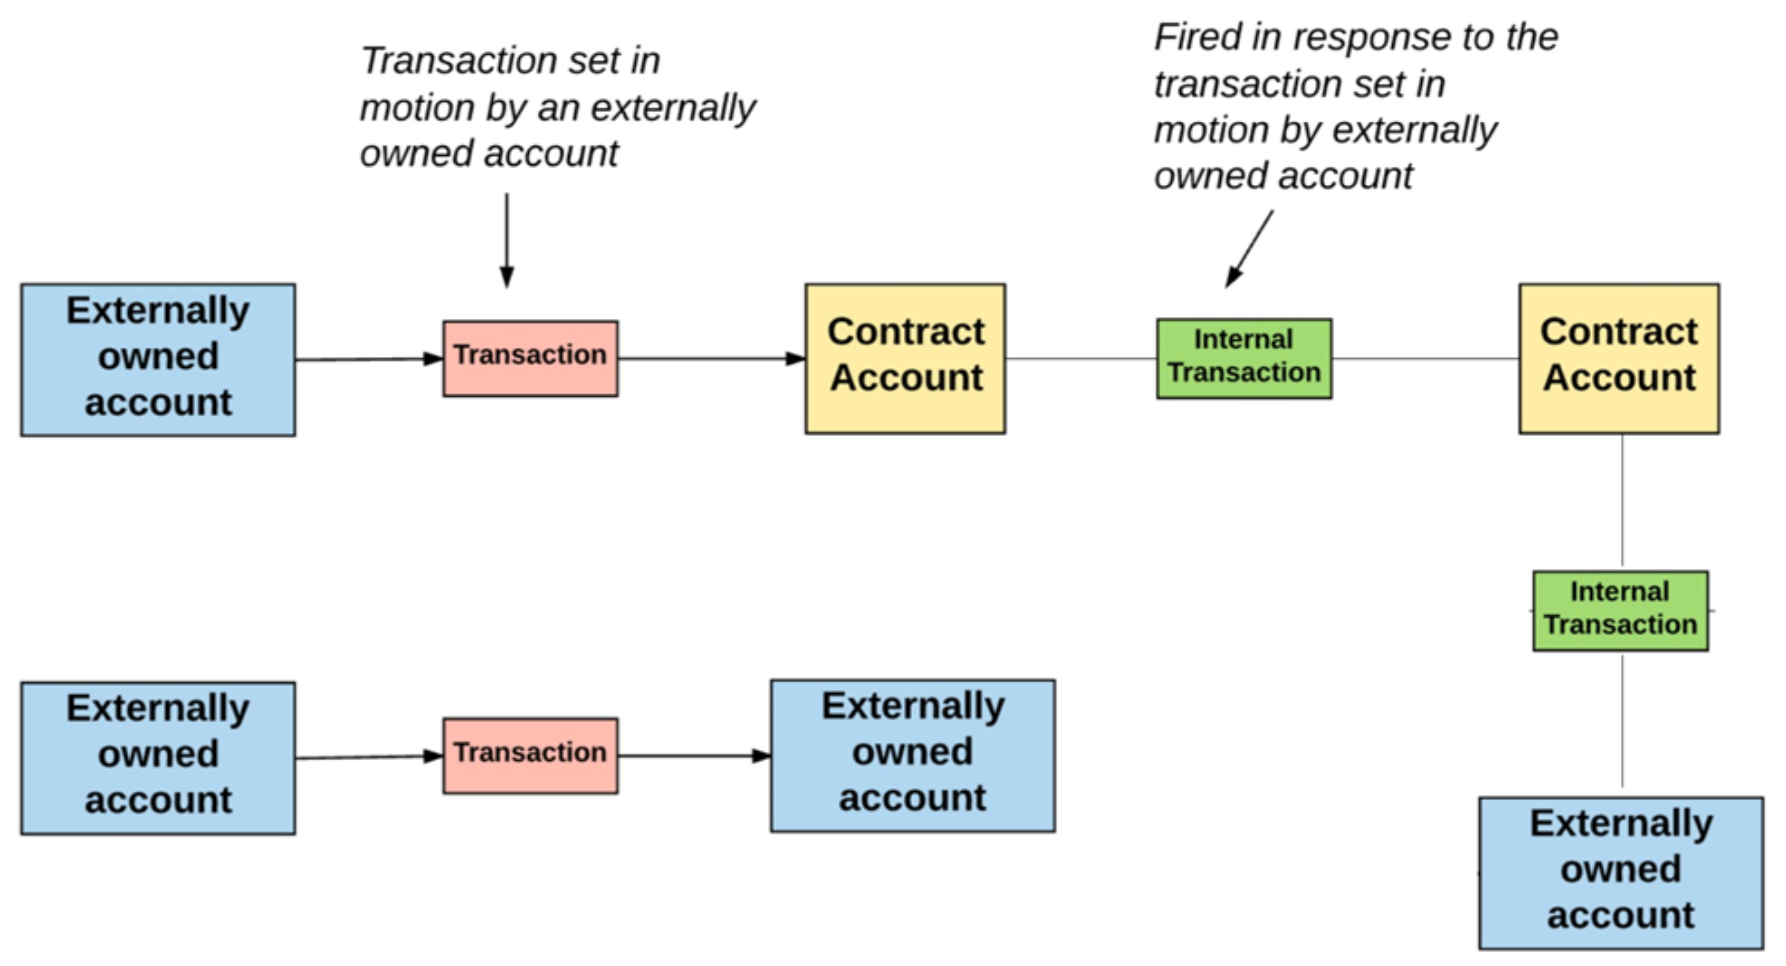 Transaction set in
motion by an externally
owned account
Fired in response to the
transaction set in
motion by externally
owned account
Externally
owned
account
Transaction
Contract
Account
Internal
Transaction
Contract
Account
Internal
Transaction
Externally
owned
account
Transaction
Externally
owned
account
Externally
owned
account